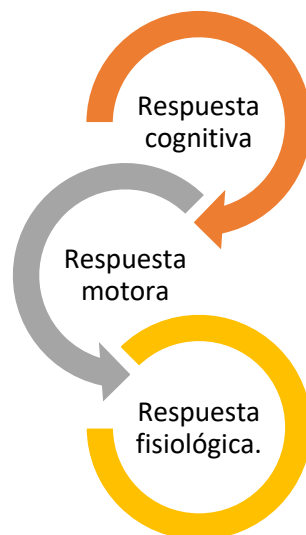 Respuesta
cognitiva
Respuesta
motora
Respuesta
fisiológica.